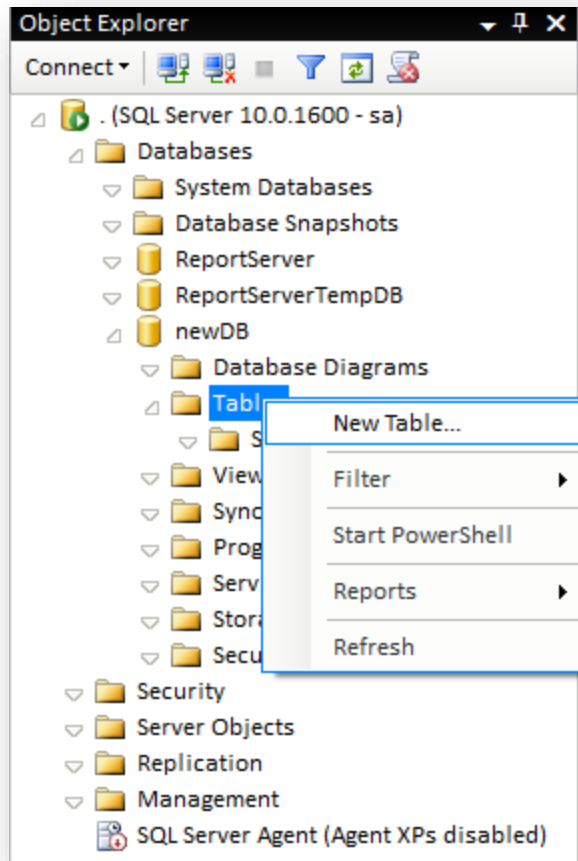 Object Explorer
Connect
. (SQL Server 10.0.1600 - sa)
Databases
System Databases
Database Snapshots
ReportServer
ReportServerTempDB
newDB
Database Diagrams
Tabl
New Table...
S
View
Filter
Sync
Start PowerShell
Prog
Serv
Reports
Stor
Refresh
Secu
Security
Server Objects
Replication
Management
SQL Server Agent (Agent XPs disabled)